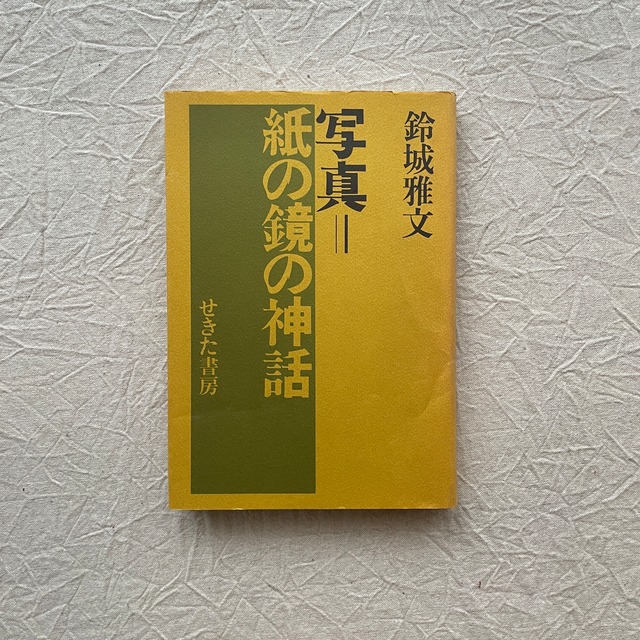 鈴城雅文
写真＝
紙の鏡の神話
せきた書房